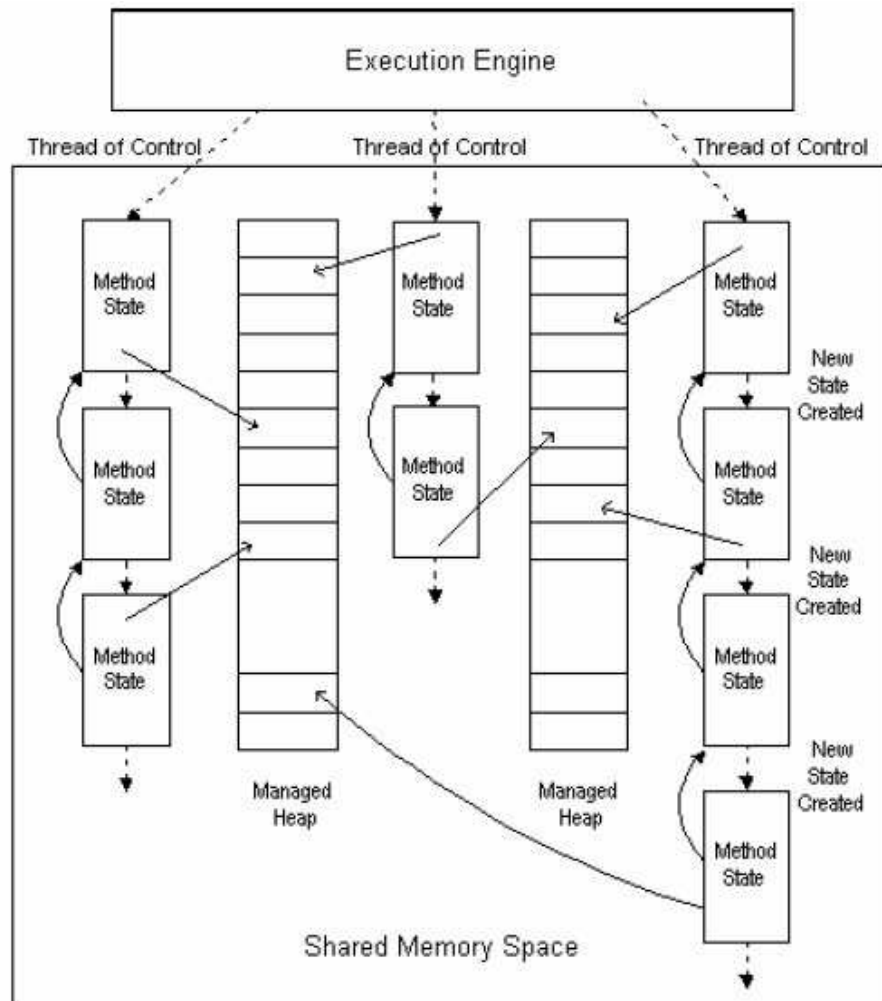 Execution Engine
Thread of Control
Thread of Control
Thread of Control
Method
State
Method
State
Method
State
Managed
Heap
Method
State
Method
State
Managed
Heap
Method
State
New
State
Created
Method
State
New
State
Created
Method
State
New
State
Created
Method
State
Shared Memory Space